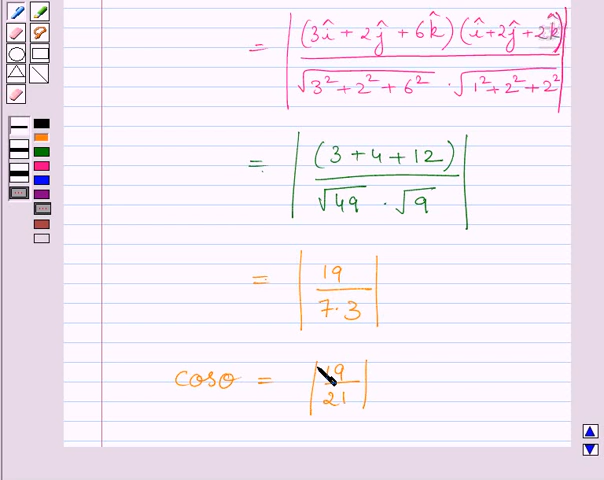 = | (3î + 2ĵ + 6k̂) (î + 2ĵ + 2k̂) / √3² + 2² + 6² · √1² + 2² + 2² |
= | (3 + 4 + 12) / √49 · √9 |
= | 19 / 7 · 3 |
cosθ = | 19 / 21 |